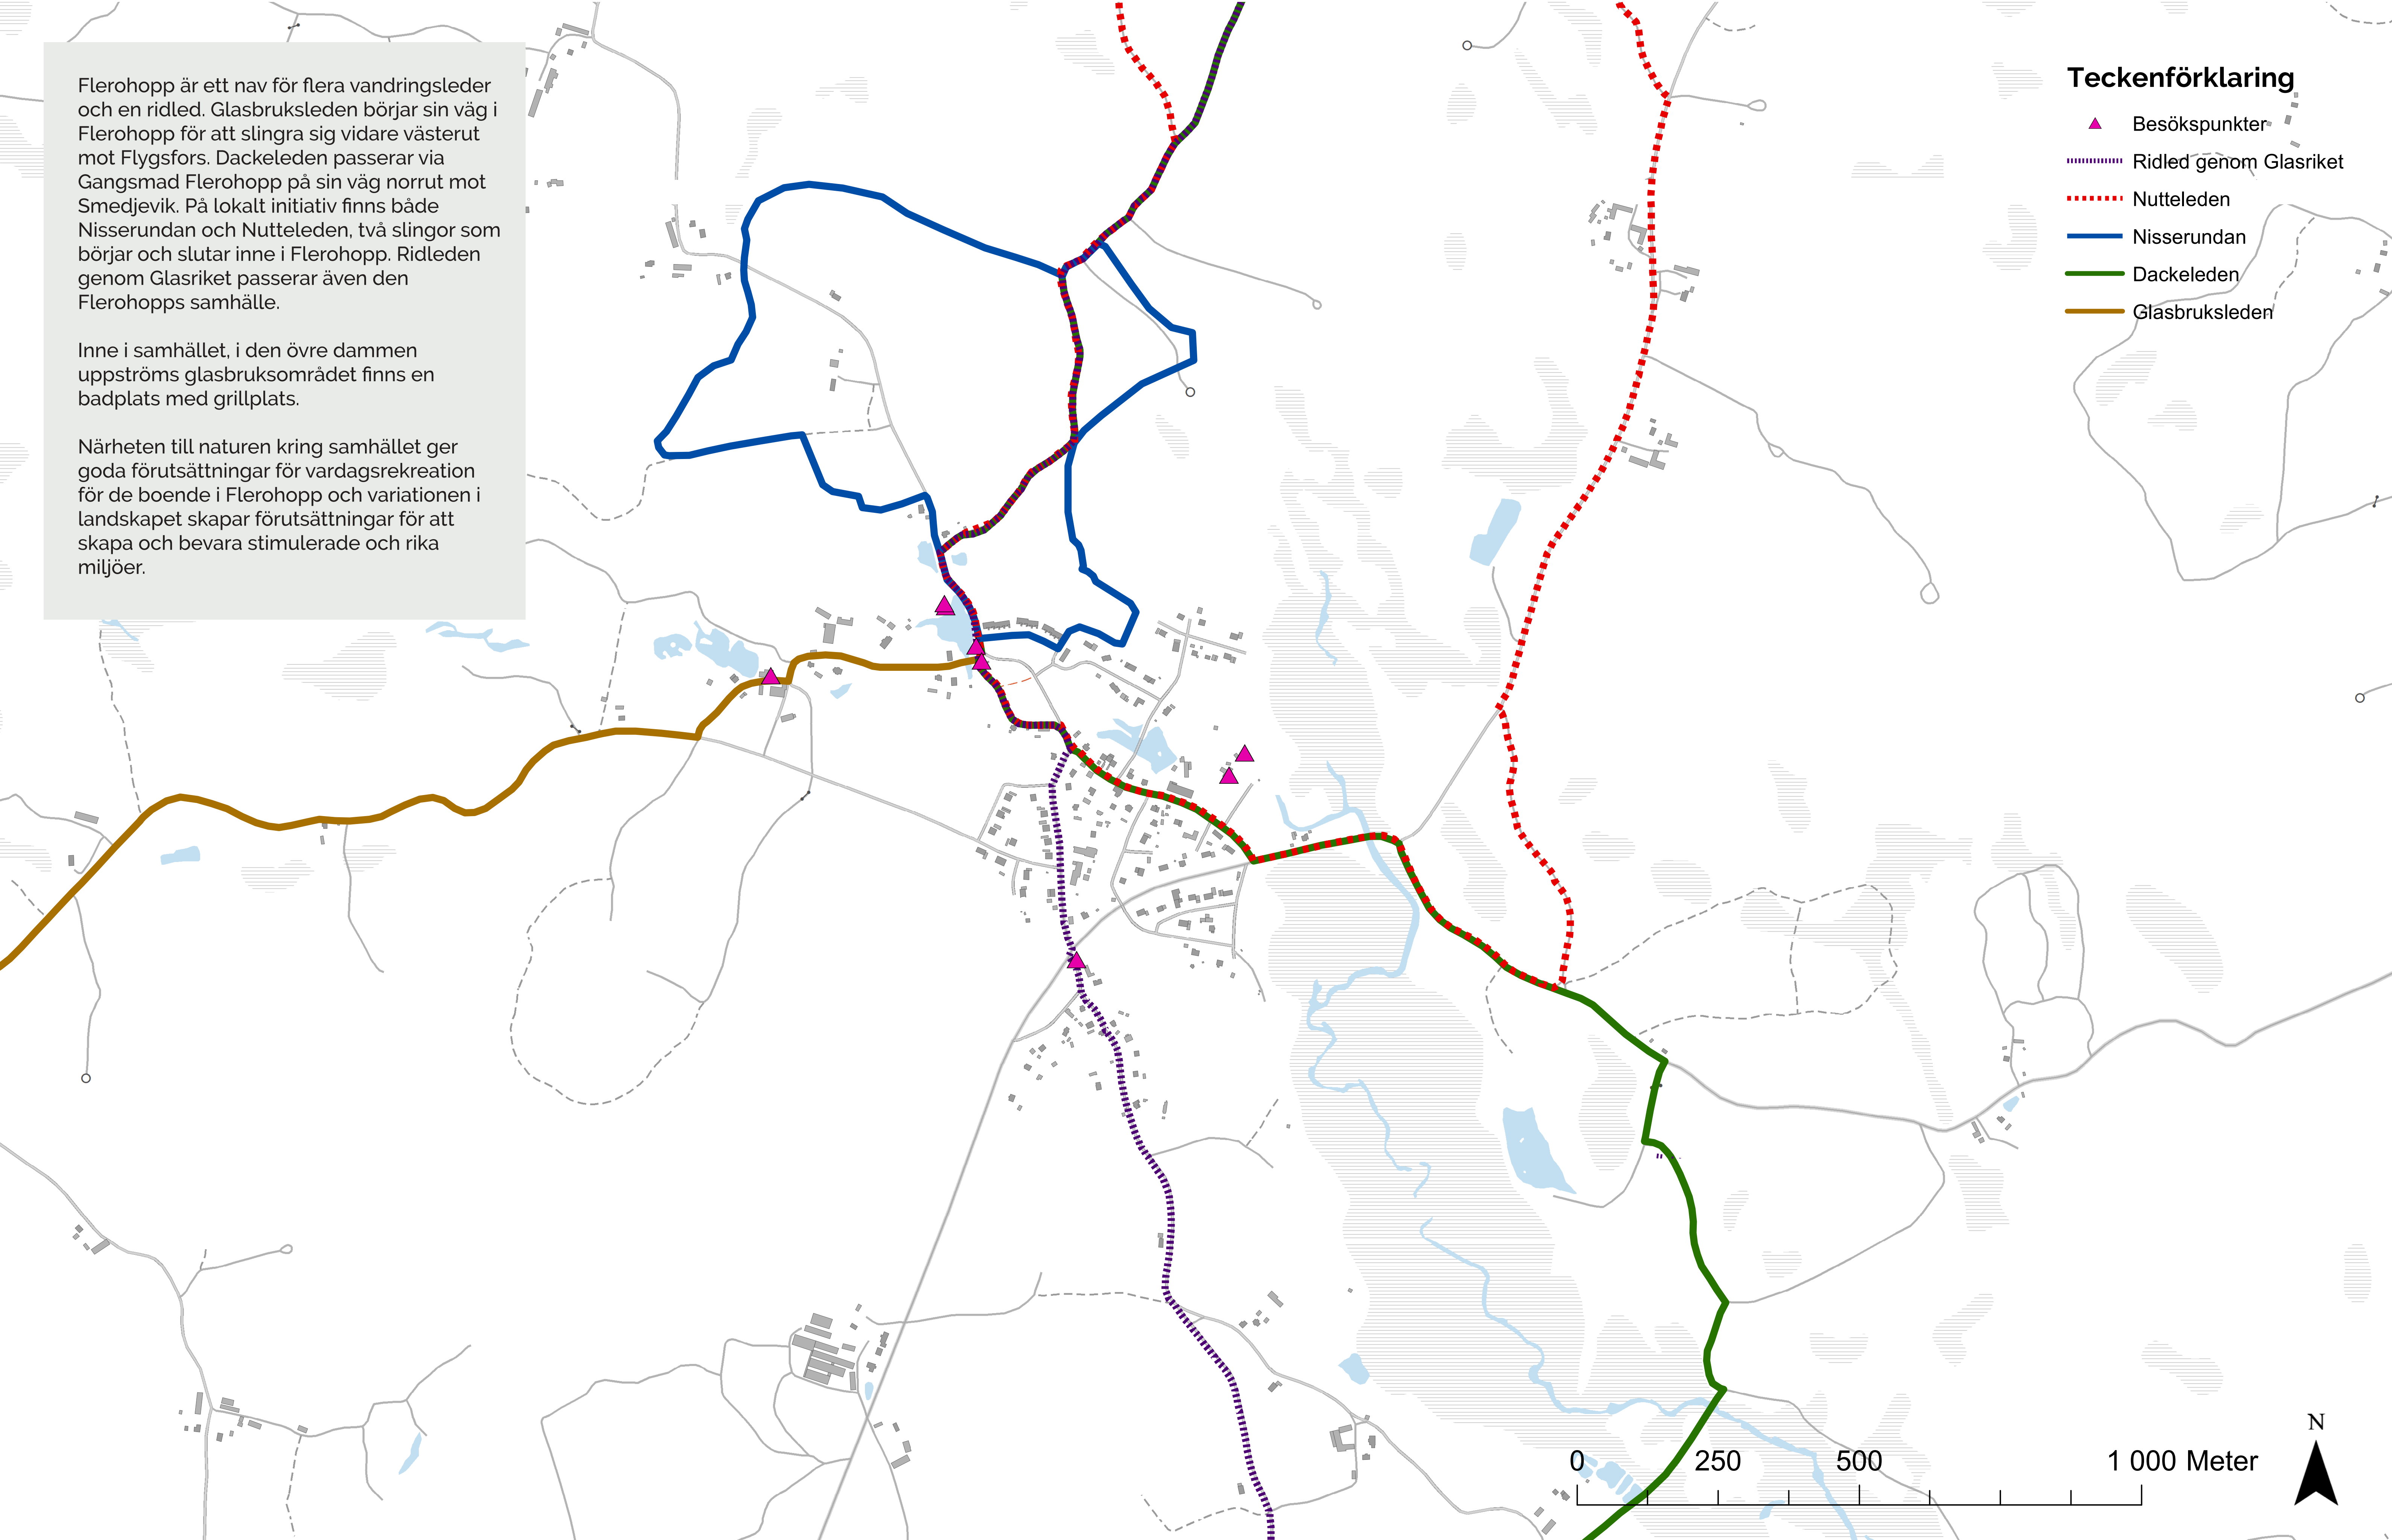 Flerohopp är ett nav för flera vandringsleder
och en ridled. Glasbruksleden börjar sin väg i
Flerohopp för att slingra sig vidare västerut
mot Flygsfors. Dackeleden passerar via
Gangsmad Flerohopp på sin väg norrut mot
Smedjevik. På lokalt initiativ finns både
Nisserundan och Nutteleden, två slingor som
börjar och slutar inne i Flerohopp. Ridleden
genom Glasriket passerar även den
Flerohopps samhälle.
Inne i samhället, i den övre dammen
uppströms glasbruksområdet finns en
badplats med grillplats.
Närheten till naturen kring samhället ger
goda förutsättningar för vardagsrekreation
för de boende i Flerohopp och variationen i
landskapet skapar förutsättningar för att
skapa och bevara stimulerade och rika
miljöer.
Teckenförklaring
Besökspunkter
Ridled genom Glasriket
Nutteleden
Nisserundan
Dackeleden
Glasbruksleden
N
0 250 500 1 000 Meter